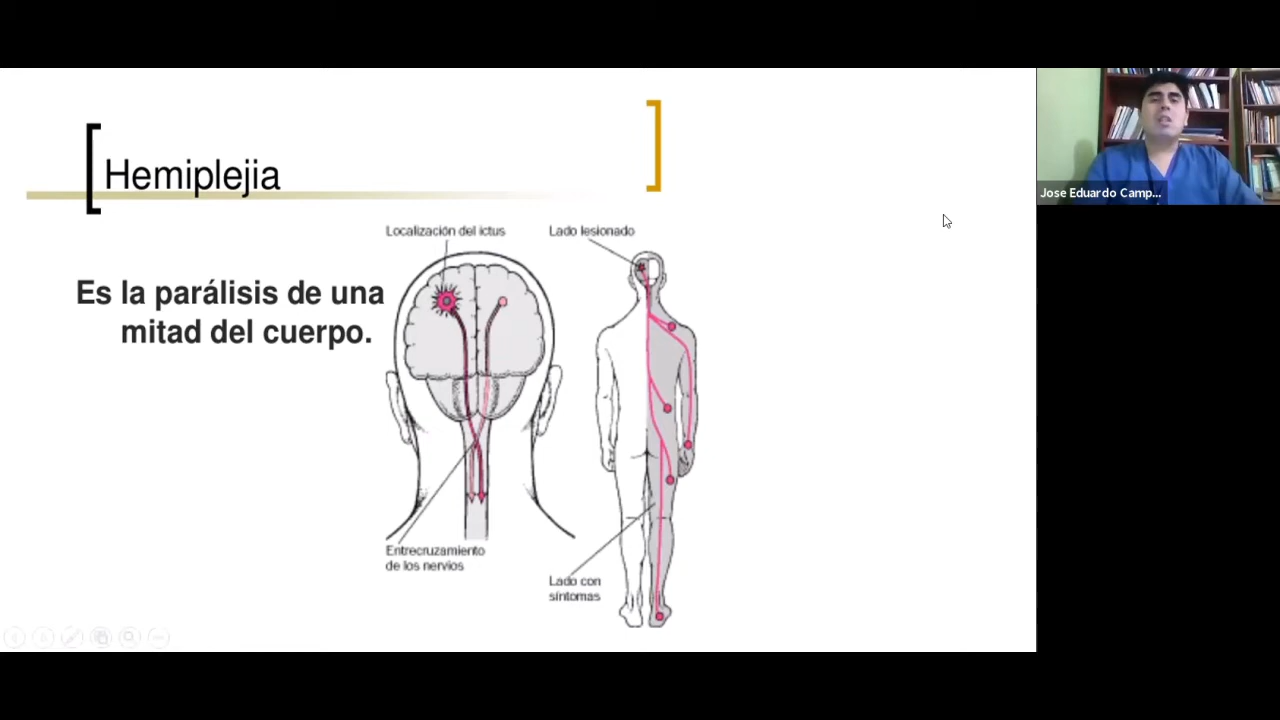 Hemiplejia
Es la parálisis de una
mitad del cuerpo.
Localización del ictus
Lado lesionado
Entrecruzamiento
de los nervios
Lado con
síntomas
Jose Eduardo Camp...